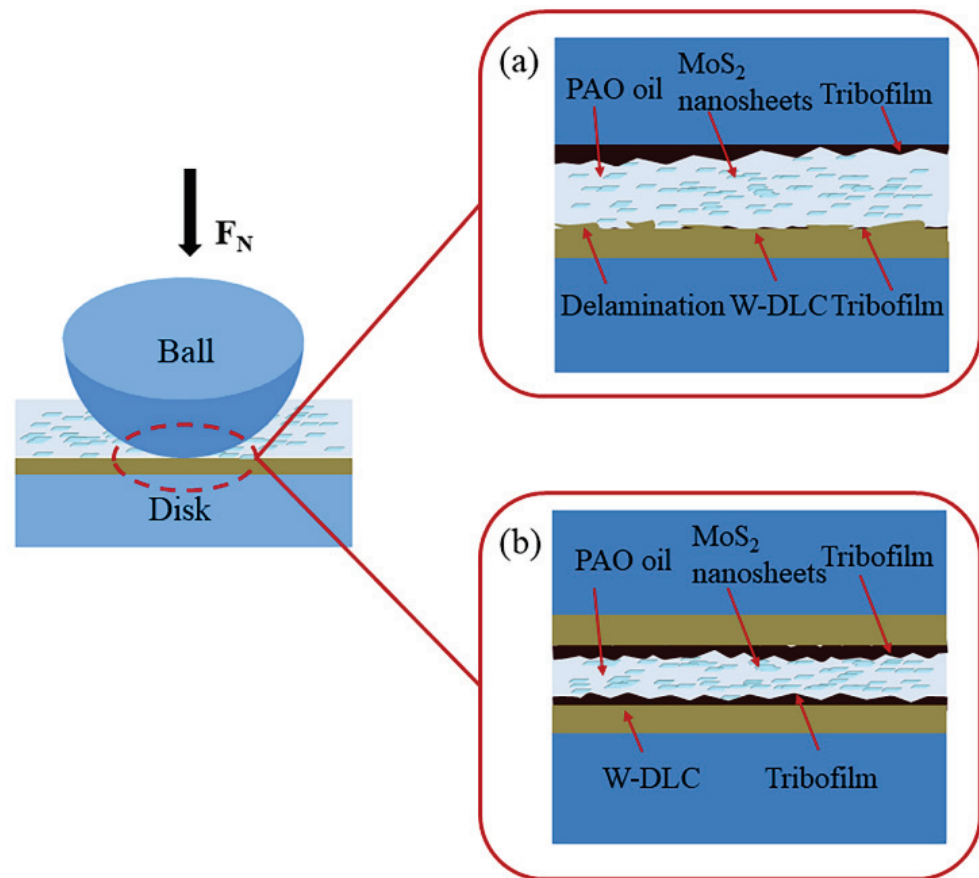 F_N
Ball
Disk
(a)
PAO oil
MoS₂
nanosheets
Tribofilm
Delamination
W-DLC
Tribofilm
(b)
PAO oil
MoS₂
nanosheets
Tribofilm
W-DLC
Tribofilm